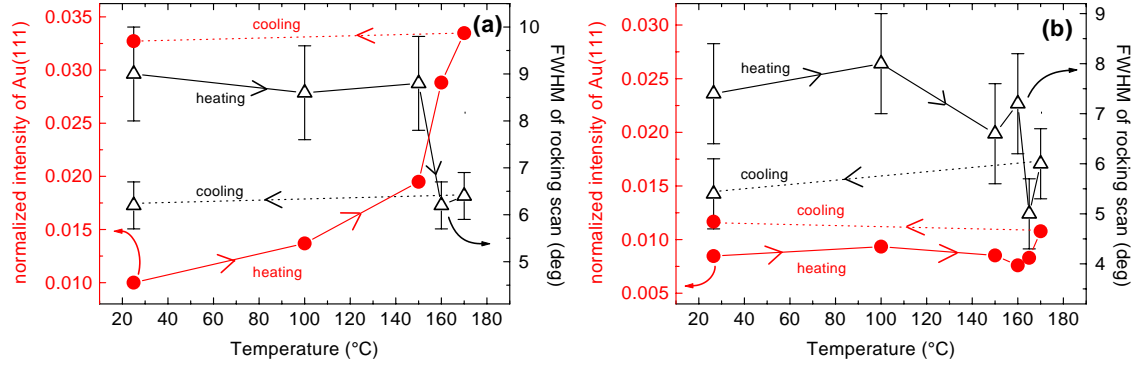 0.035
0.030
0.025
0.020
0.015
0.010
normalized intensity of Au(111)
cooling
(a)
heating
cooling
heating
10
9
8
7
6
5
FWHM of rocking scan (deg)
20 40 60 80 100 120 140 160 180
Temperature (°C)
0.030
0.025
0.020
0.015
0.010
0.005
normalized intensity of Au(111)
(b)
heating
cooling
cooling
heating
9
8
7
6
5
4
FWHM of rocking scan (deg)
20 40 60 80 100 120 140 160 180
Temperature (°C)